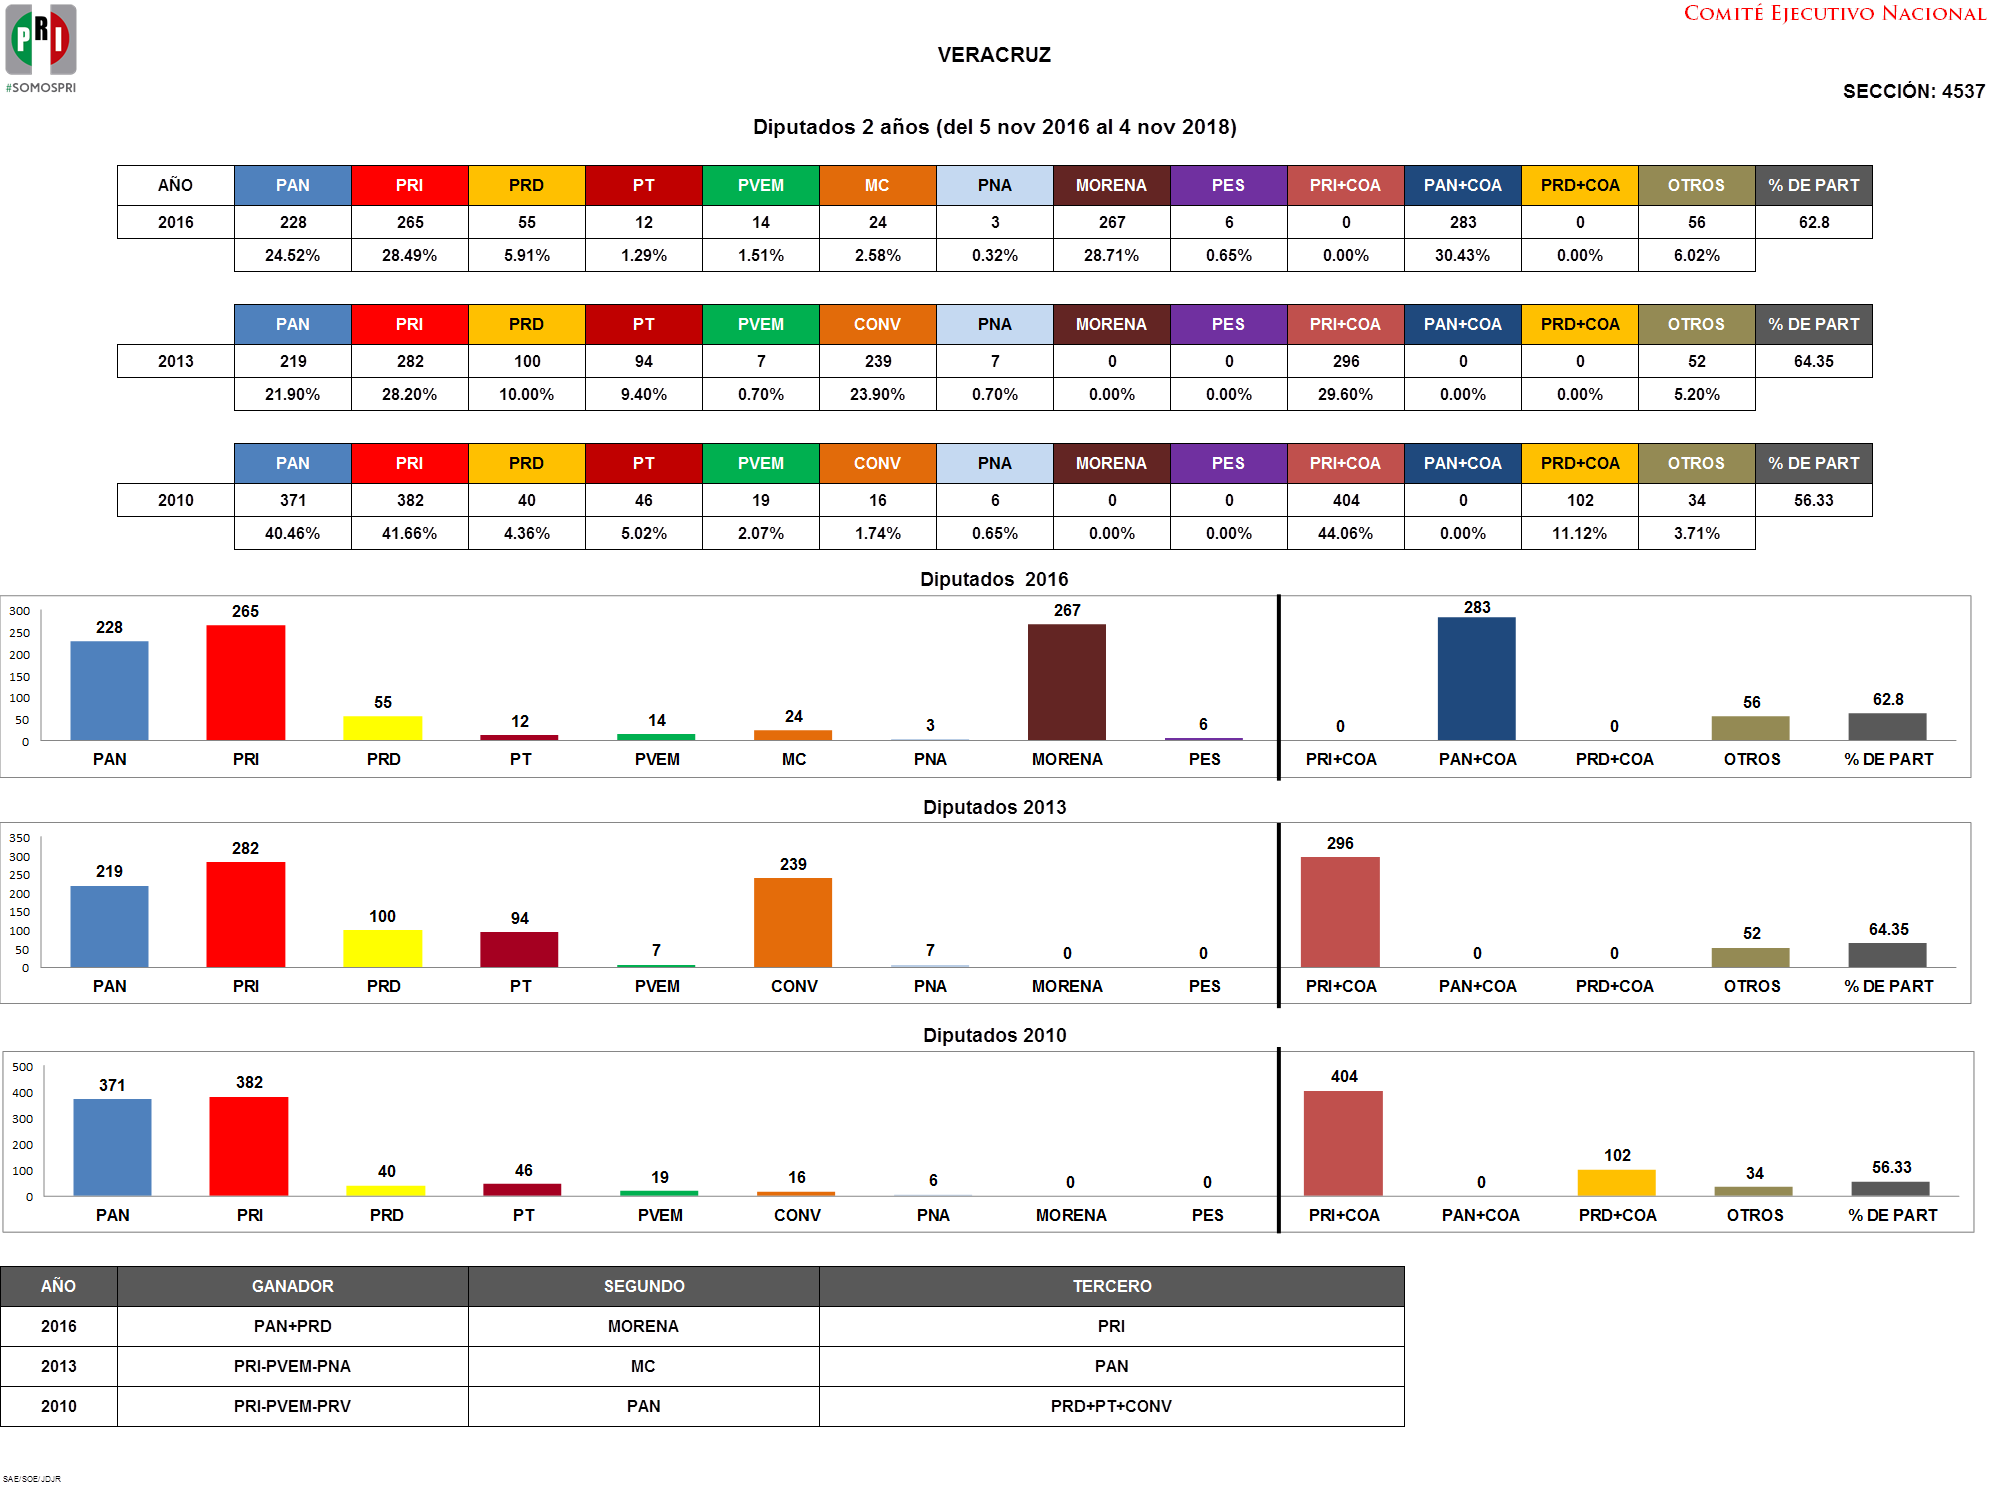 PRI
#SOMOSPRI
COMITÉ EJECUTIVO NACIONAL
VERACRUZ
SECCIÓN: 4537
Diputados 2 años (del 5 nov 2016 al 4 nov 2018)
AÑO PAN PRI PRD PT PVEM MC PNA MORENA PES PRI+COA PAN+COA PRD+COA OTROS % DE PART
2016 228 265 55 12 14 24 3 267 6 0 283 0 56 62.8
24.52% 28.49% 5.91% 1.29% 1.51% 2.58% 0.32% 28.71% 0.65% 0.00% 30.43% 0.00% 6.02%
PAN PRI PRD PT PVEM CONV PNA MORENA PES PRI+COA PAN+COA PRD+COA OTROS % DE PART
2013 219 282 100 94 7 239 7 0 0 296 0 0 52 64.35
21.90% 28.20% 10.00% 9.40% 0.70% 23.90% 0.70% 0.00% 0.00% 29.60% 0.00% 0.00% 5.20%
PAN PRI PRD PT PVEM CONV PNA MORENA PES PRI+COA PAN+COA PRD+COA OTROS % DE PART
2010 371 382 40 46 19 16 6 0 0 404 0 102 34 56.33
40.46% 41.66% 4.36% 5.02% 2.07% 1.74% 0.65% 0.00% 0.00% 44.06% 0.00% 11.12% 3.71%
Diputados 2016
300
250
200
150
100
50
0
228 265 55 12 14 24 3 267 6 0 283 0 56 62.8
PAN PRI PRD PT PVEM MC PNA MORENA PES PRI+COA PAN+COA PRD+COA OTROS % DE PART
Diputados 2013
350
300
250
200
150
100
50
0
219 282 100 94 7 239 7 0 0 296 0 0 52 64.35
PAN PRI PRD PT PVEM CONV PNA MORENA PES PRI+COA PAN+COA PRD+COA OTROS % DE PART
Diputados 2010
500
400
300
200
100
0
371 382 40 46 19 16 6 0 0 404 0 102 34 56.33
PAN PRI PRD PT PVEM CONV PNA MORENA PES PRI+COA PAN+COA PRD+COA OTROS % DE PART
AÑO GANADOR SEGUNDO TERCERO
2016 PAN+PRD MORENA PRI
2013 PRI-PVEM-PNA MC PAN
2010 PRI-PVEM-PRV PAN PRD+PT+CONV
SAE/SOE/JDJR